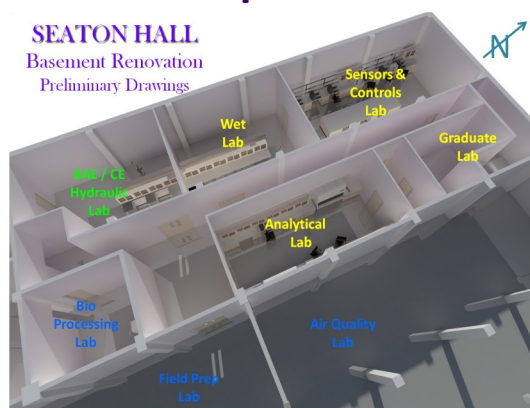 SEATON HALL
Basement Renovation
Preliminary Drawings
N
Sensors &
Controls
Lab
Wet
Lab
Graduate
Lab
BAE / CE
Hydraulic
Lab
Analytical
Lab
Bio
Processing
Lab
Air Quality
Lab
Field Prep
Lab